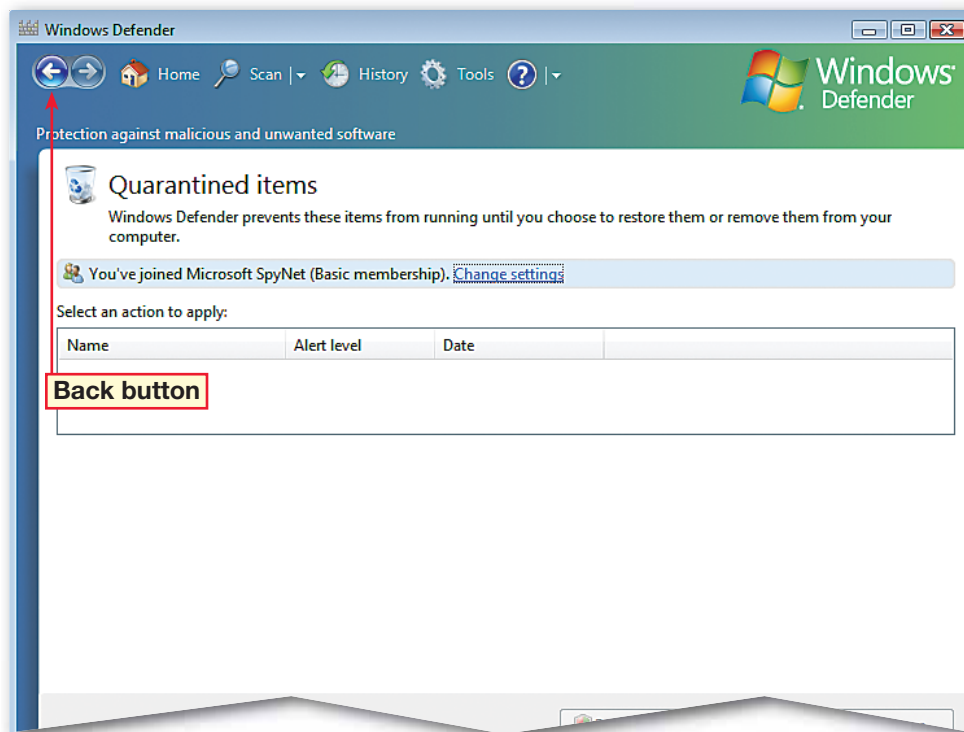 Windows Defender
Home Scan History Tools
Windows
Defender
Protection against malicious and unwanted software
Quarantined items
Windows Defender prevents these items from running until you choose to restore them or remove them from your
computer.
You've joined Microsoft SpyNet (Basic membership). Change settings
Select an action to apply:
Name Alert level Date
Back button